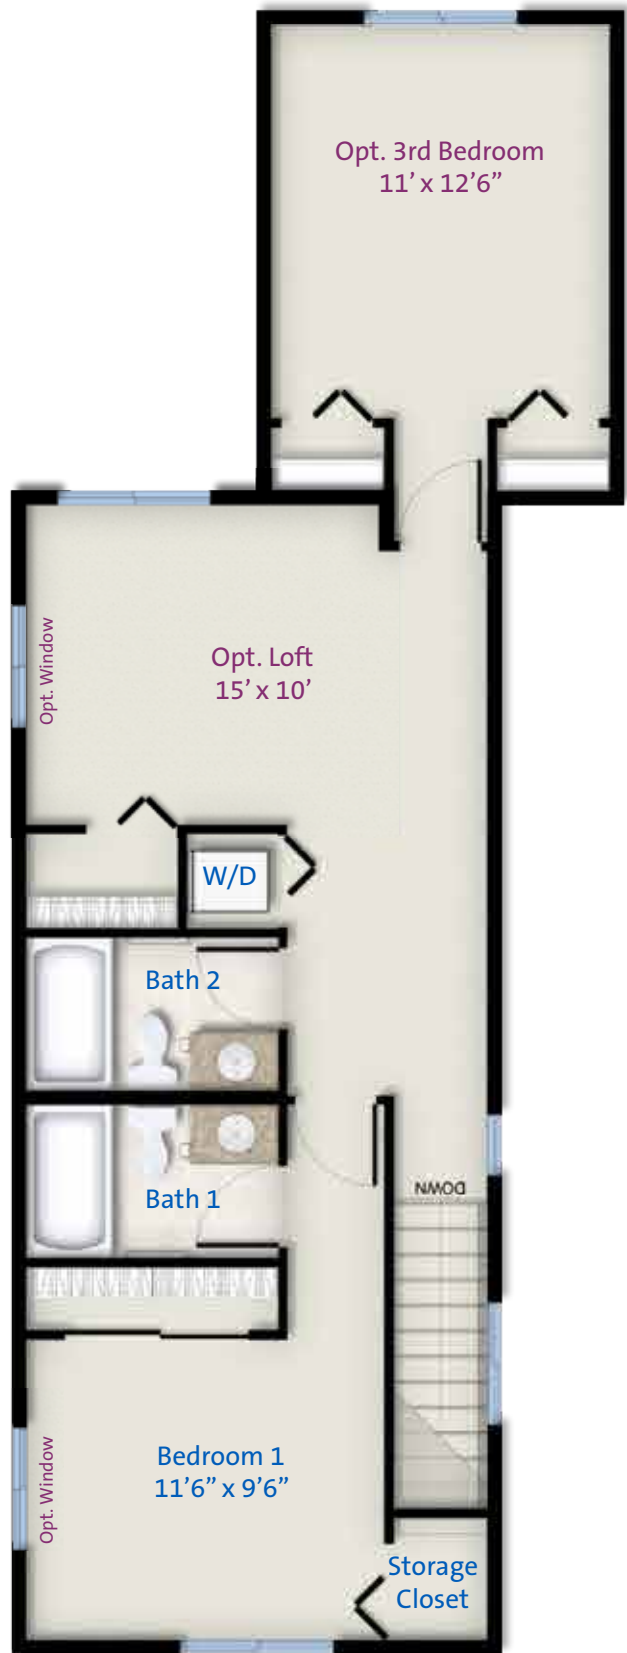 Opt. 3rd Bedroom
11’ x 12’6”
Opt. Window
Opt. Loft
15’ x 10’
W/D
Bath 2
Bath 1
DOWN
Opt. Window
Bedroom 1
11’6” x 9’6”
Storage
Closet